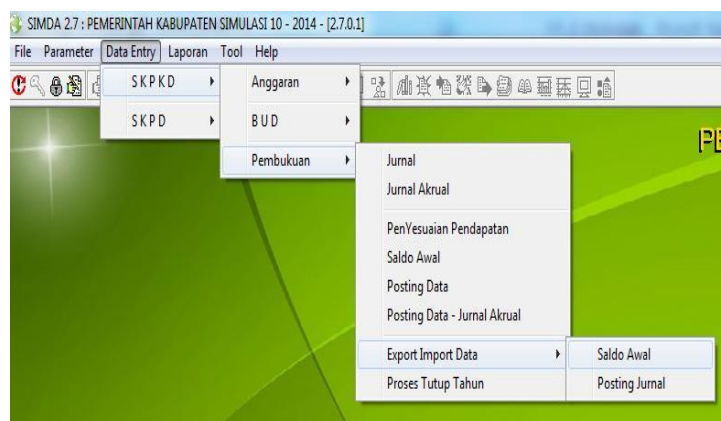 SIMDA 2.7 : PEMERINTAH KABUPATEN SIMULASI 10 - 2014 - [2.7.0.1]
File Parameter Data Entry Laporan Tool Help
SKPKD
SKPD
Anggaran
BUD
Pembukuan
Jurnal
Jurnal Akrual
PenYesuaian Pendapatan
Saldo Awal
Posting Data
Posting Data - Jurnal Akrual
Export Import Data
Proses Tutup Tahun
Saldo Awal
Posting Jurnal